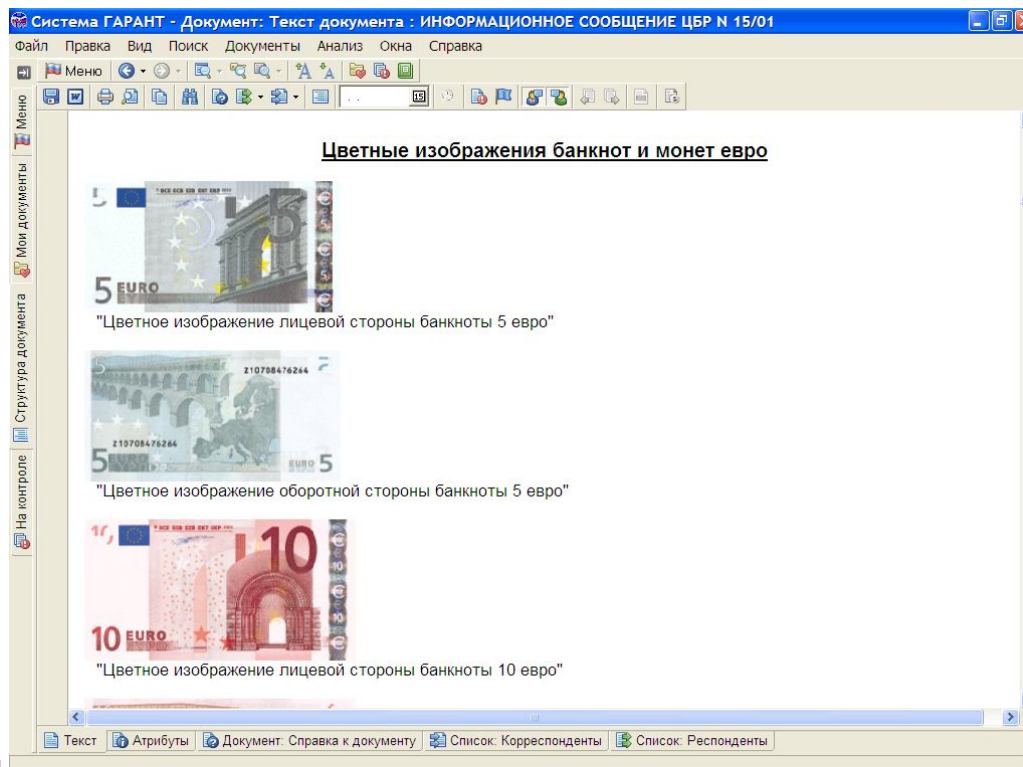 Система ГАРАНТ - Документ: Текст документа : ИНФОРМАЦИОННОЕ СООБЩЕНИЕ ЦБР N 15/01
Файл Правка Вид Поиск Документы Анализ Окна Справка
Меню
Меню
Мои документы
Структура документа
На контроле
Цветные изображения банкнот и монет евро
5
5
5 EURO
"Цветное изображение лицевой стороны банкноты 5 евро"
Z10708476264
Z10708476264
5
EURO 5
"Цветное изображение оборотной стороны банкноты 5 евро"
10
10 EURO
"Цветное изображение лицевой стороны банкноты 10 евро"
Текст Атрибуты Документ: Справка к документу Список: Корреспонденты Список: Респонденты